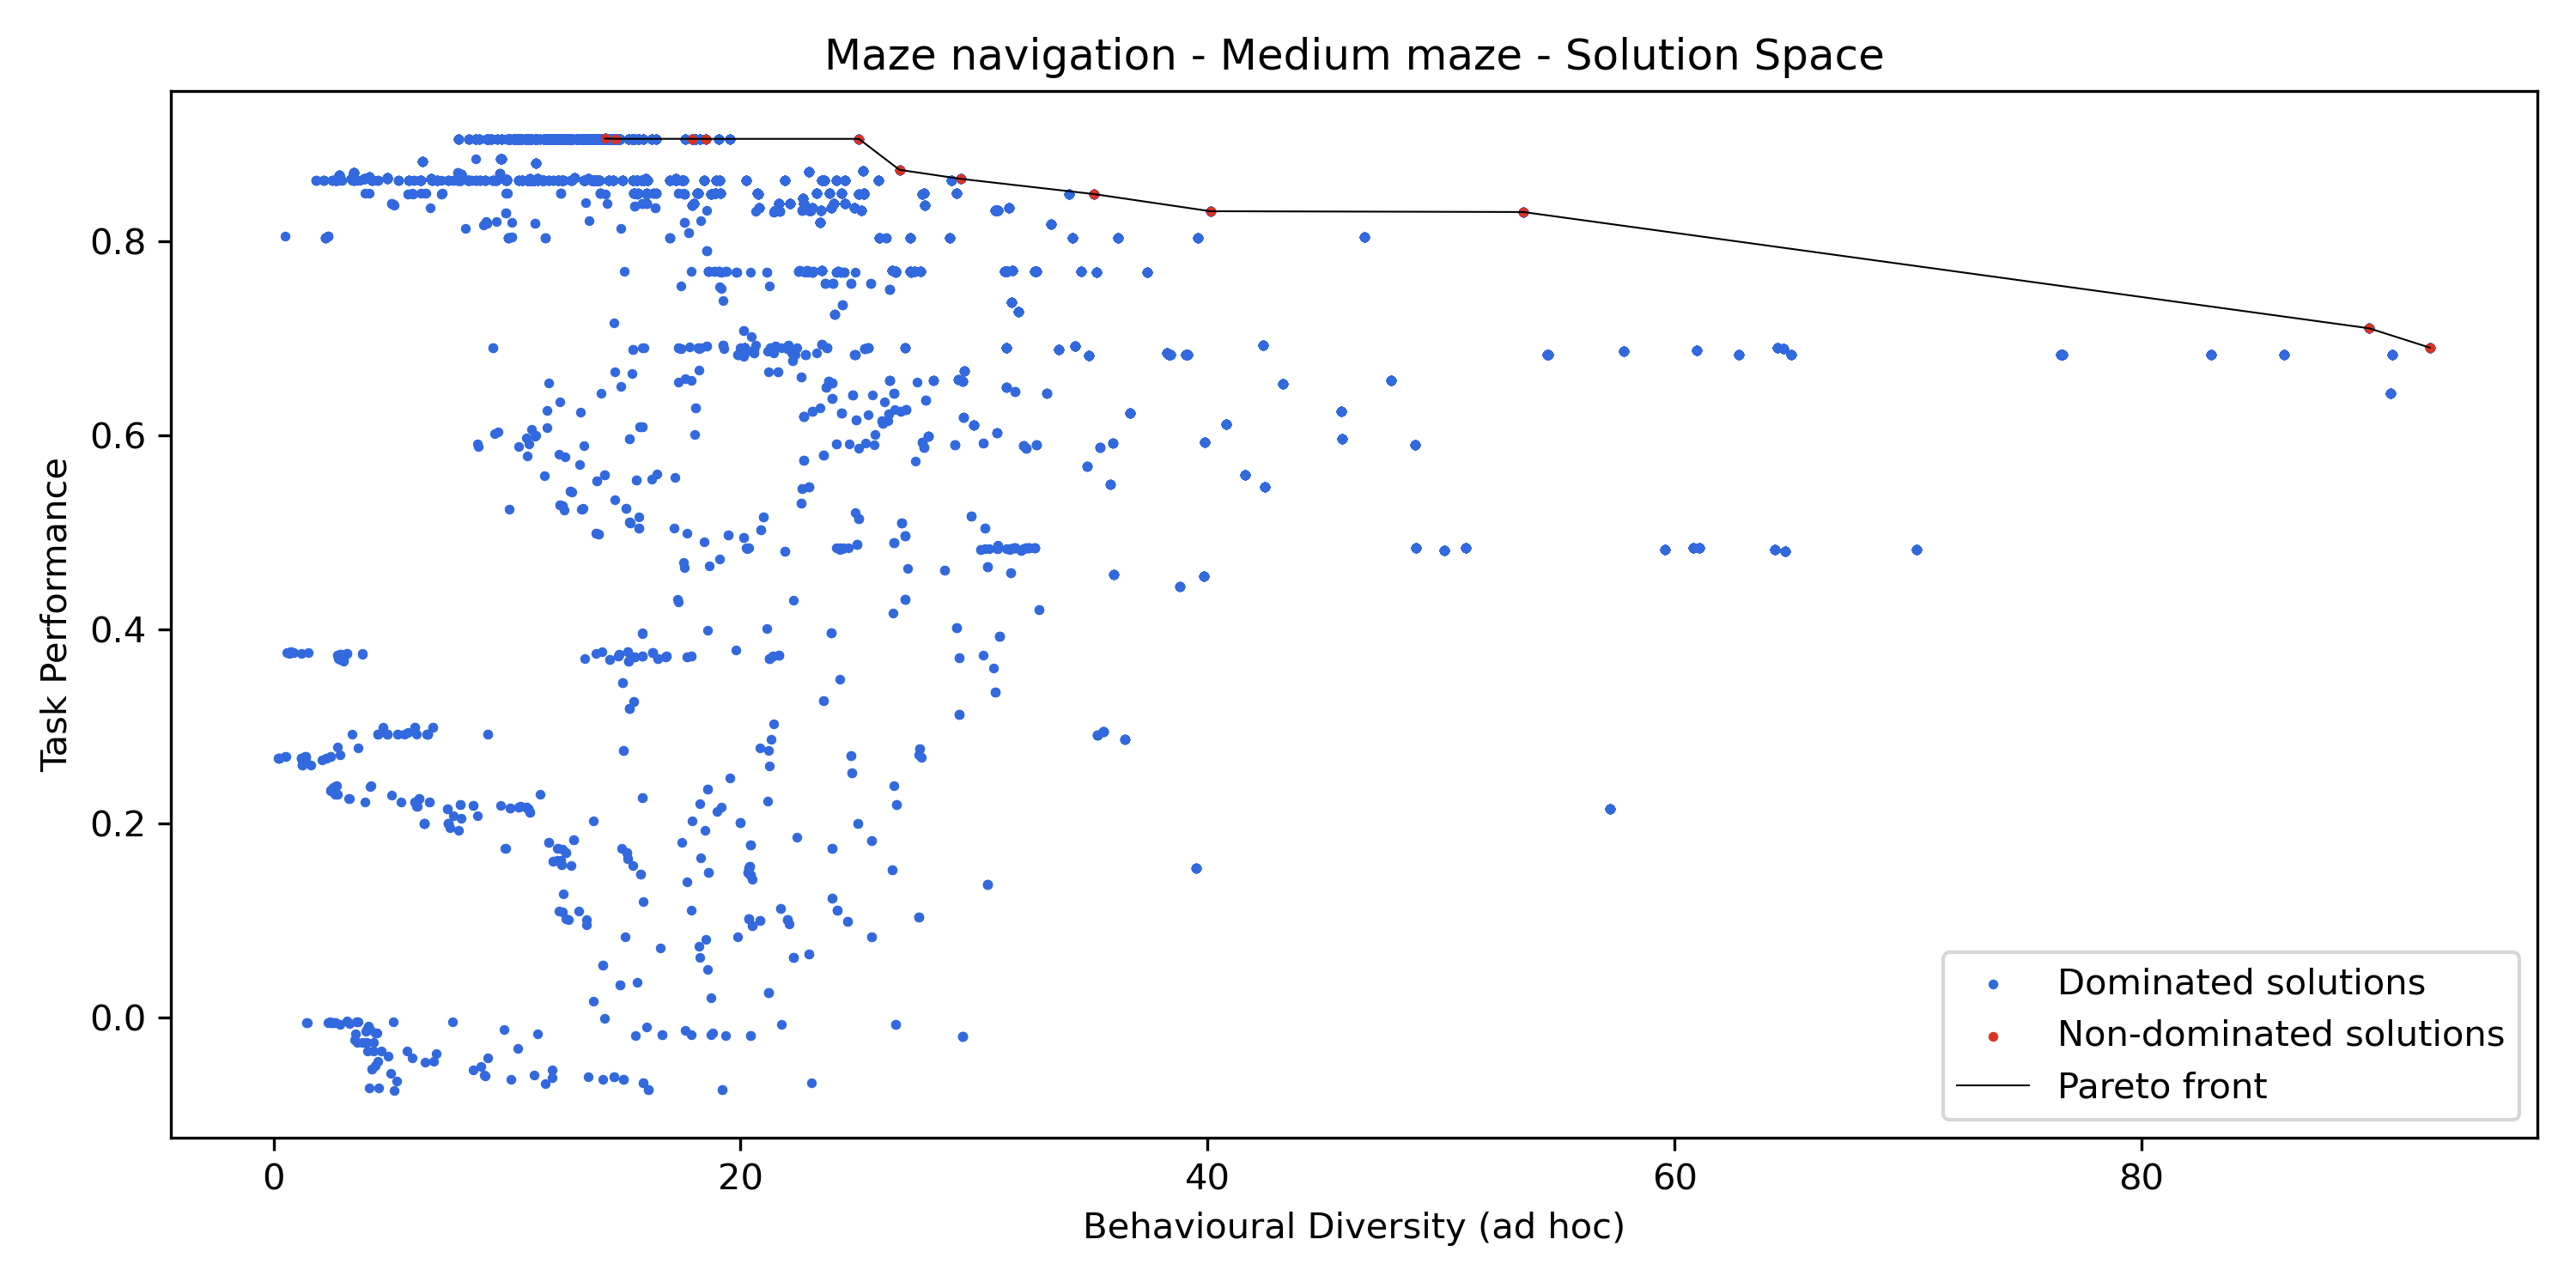 Maze navigation - Medium maze - Solution Space
Task Performance
0.8
0.6
0.4
0.2
0.0
0
20
40
60
80
Behavioural Diversity (ad hoc)
Dominated solutions
Non-dominated solutions
Pareto front